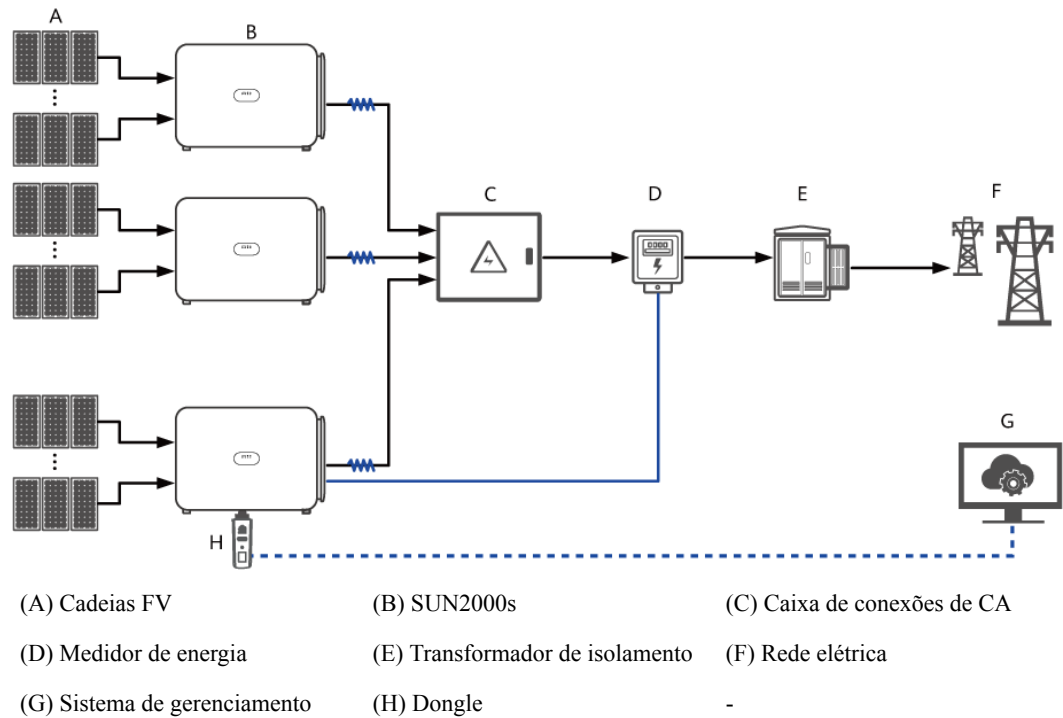 A
B
C
D
E
F
G
H
(A) Cadeias FV (B) SUN2000s (C) Caixa de conexões de CA
(D) Medidor de energia (E) Transformador de isolamento (F) Rede elétrica
(G) Sistema de gerenciamento (H) Dongle -